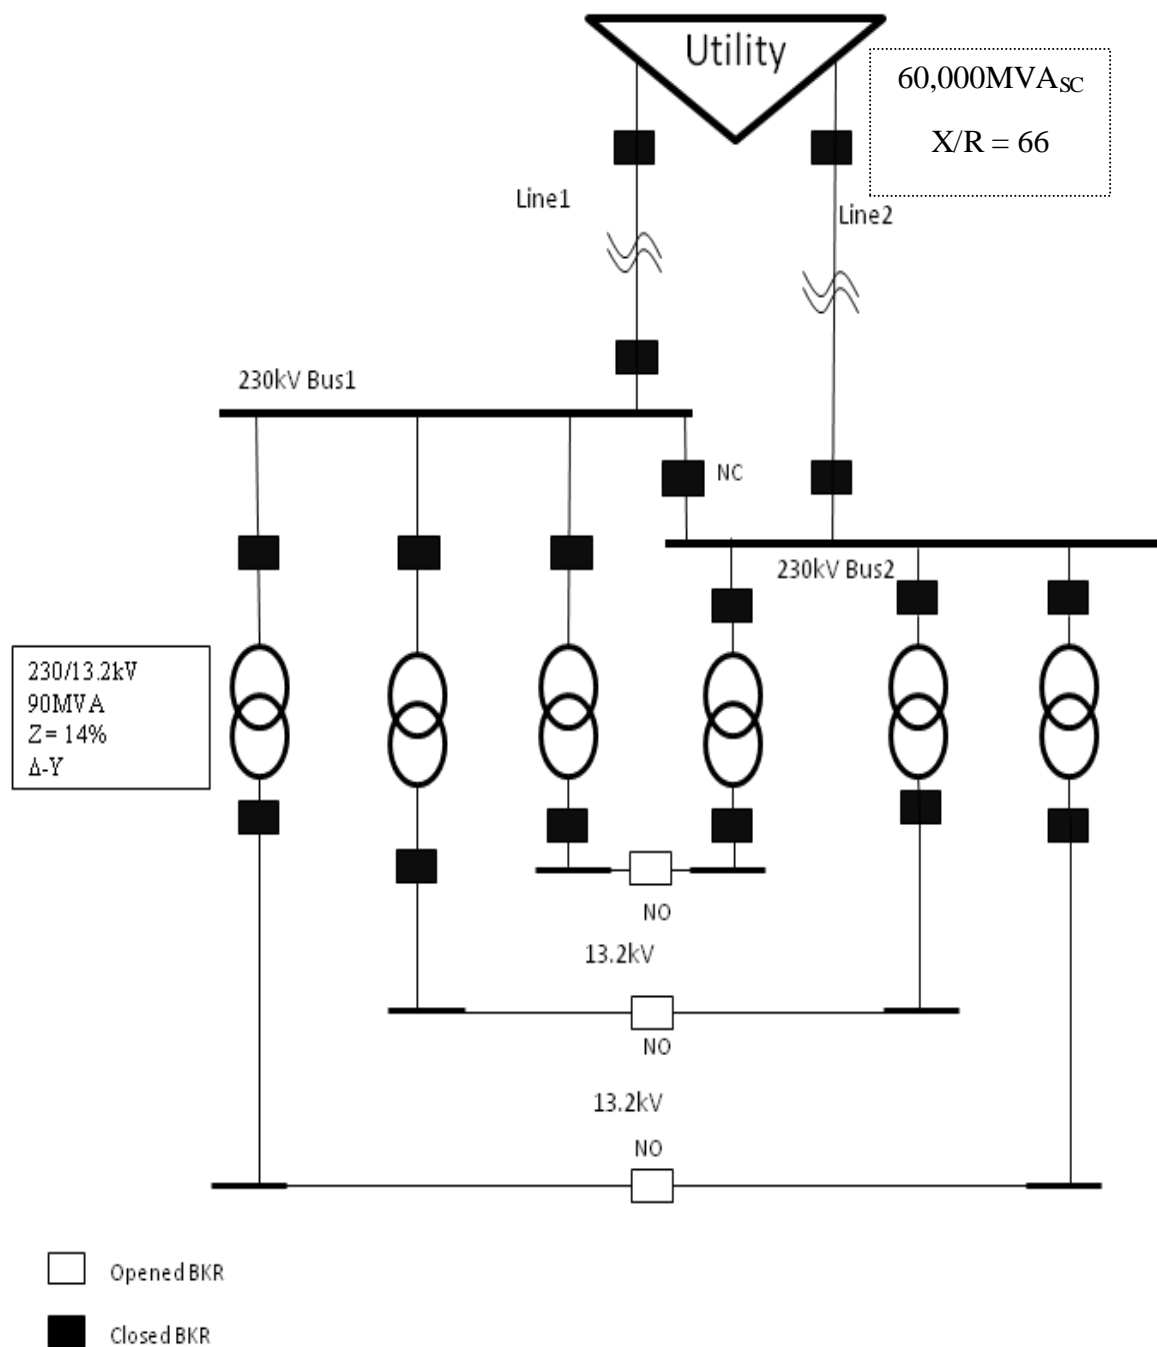 Utility
60,000MVASC
X/R = 66
Line1
Line2
230kV Bus1
NC
230kV Bus2
230/13.2kV
90MVA
Z= 14%
Δ-Y
NO
13.2kV
NO
13.2kV
NO
Opened BKR
Closed BKR